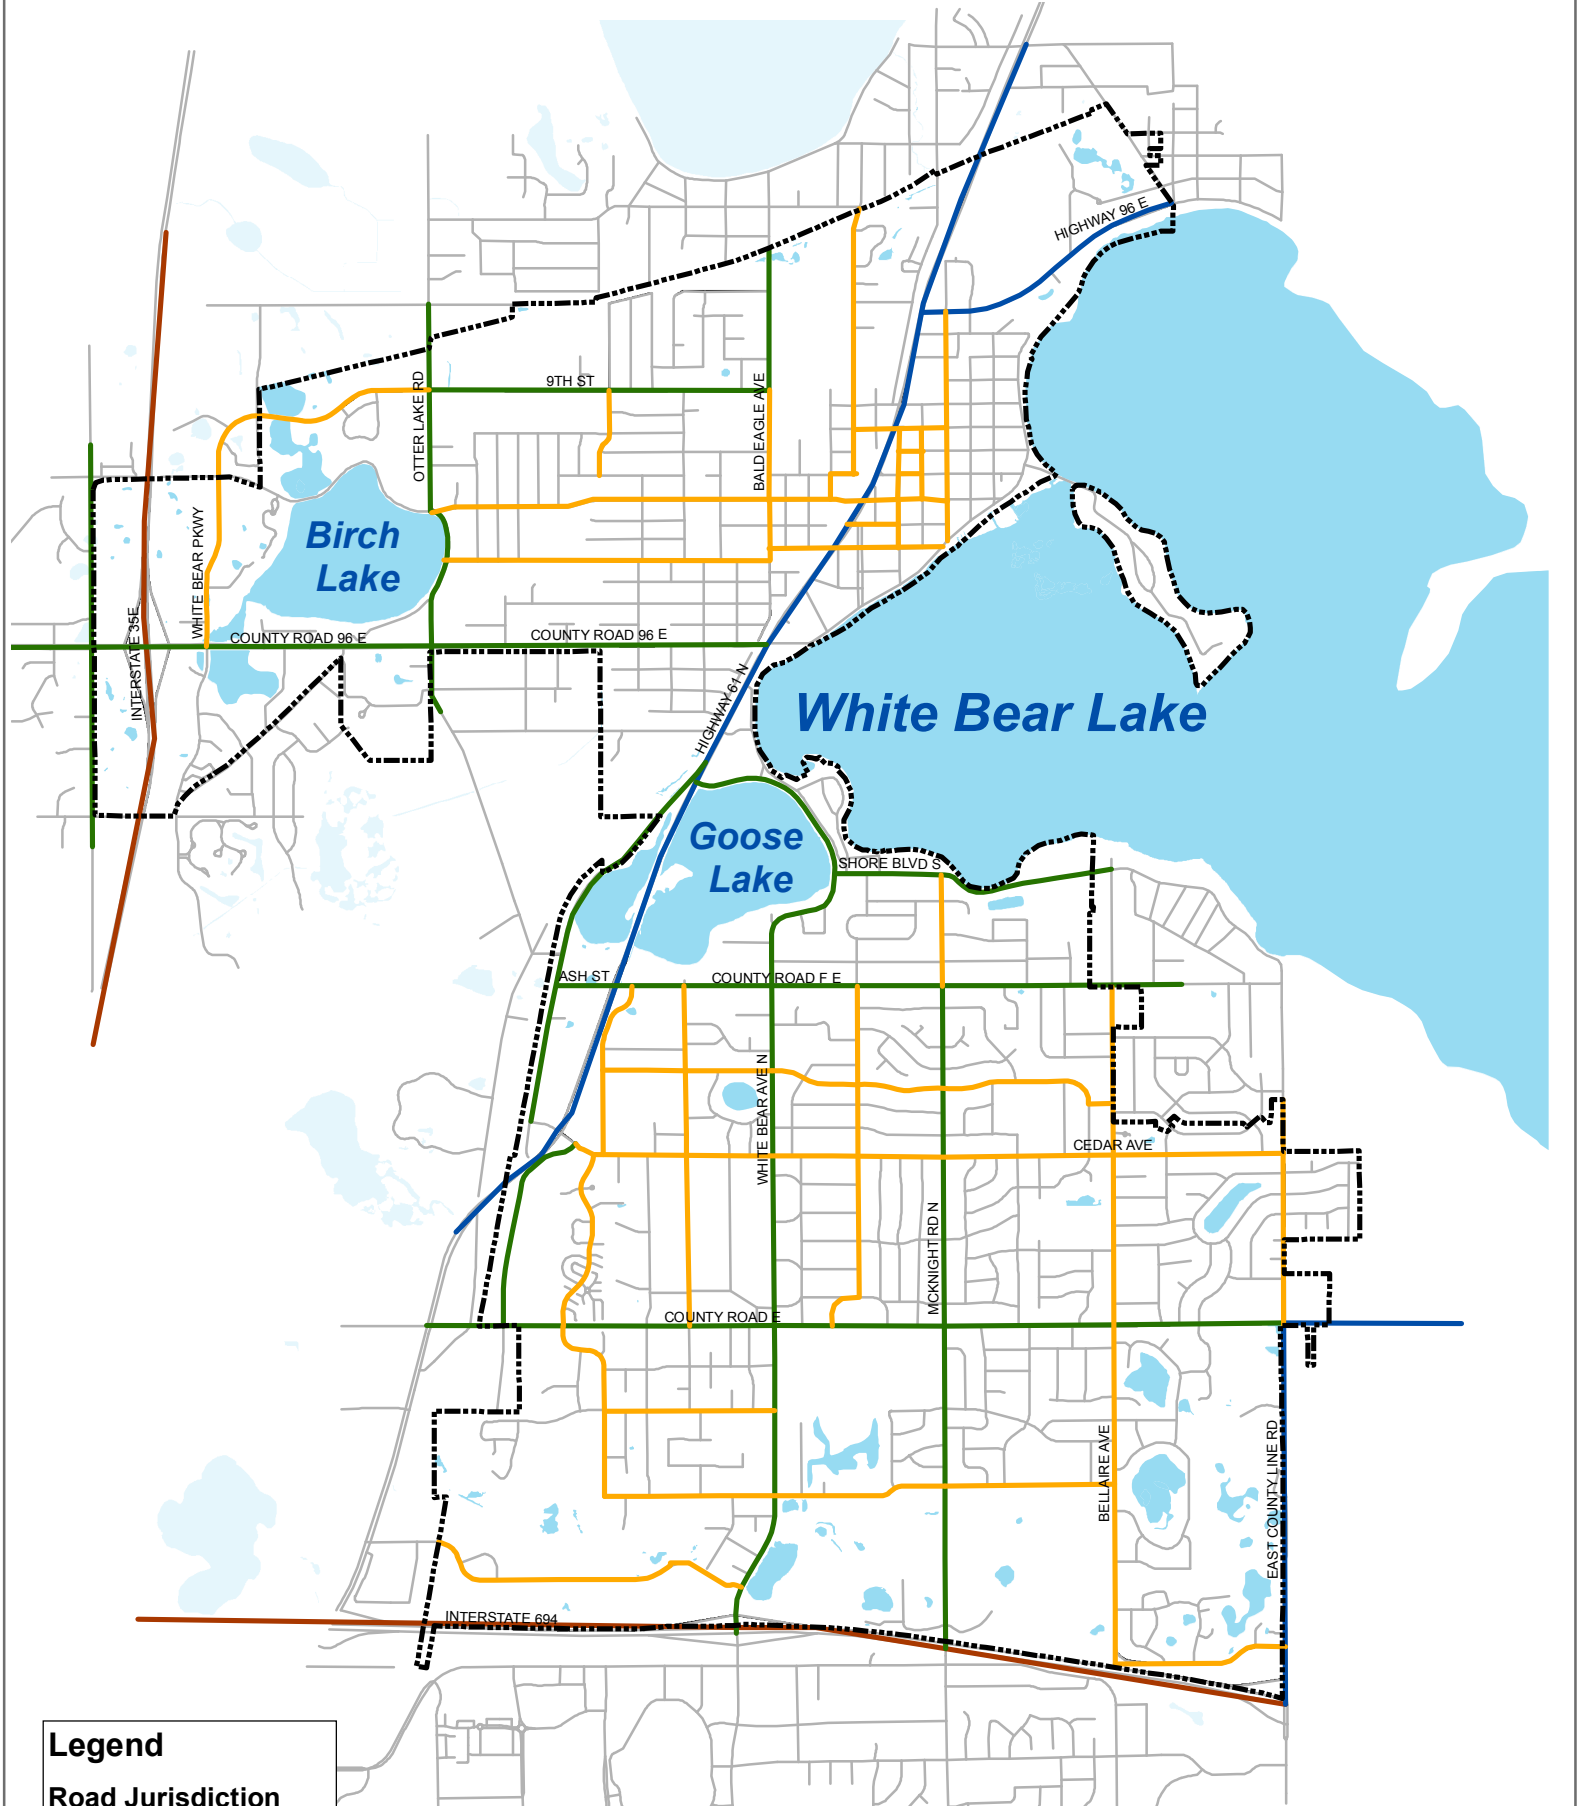 HIGHWAY 96 E
9TH ST
OTTER LAKE RD
BALD EAGLE AVE
WHITE BEAR PKWY
Birch
Lake
INTERSTATE 35E
COUNTY ROAD 96 E
COUNTY ROAD 96 E
HIGHWAY 61 N
White Bear Lake
Goose
Lake
SHORE BLVD S
ASH ST
COUNTY ROAD F E
WHITE BEAR AVE N
CEDAR AVE
MCKNIGHT RD N
COUNTY ROAD E
BELLAIRE AVE
EAST COUNTY LINE RD
INTERSTATE 694
Legend
Road Jurisdiction